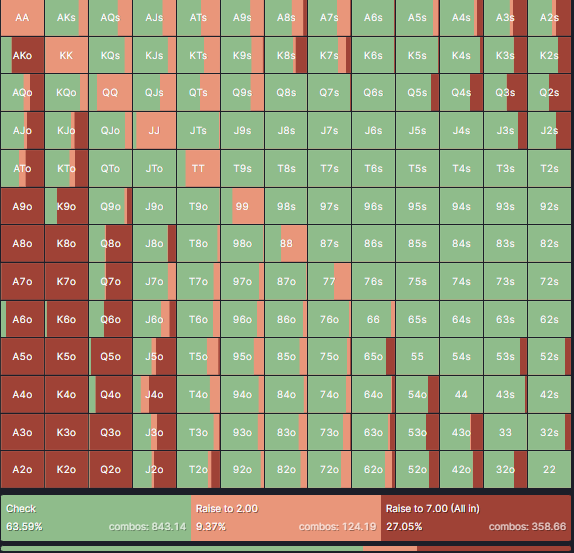 AA AKs AQs AJs ATs A9s A8s A7s A6s A5s A4s A3s A2s
AKo KK KQs KJs KTs K9s K8s K7s K6s K5s K4s K3s K2s
AQo KQo QQ QJs QTs Q9s Q8s Q7s Q6s Q5s Q4s Q3s Q2s
AJo KJo QJo JJ JTs J9s J8s J7s J6s J5s J4s J3s J2s
ATo KTo QTo JTo TT T9s T8s T7s T6s T5s T4s T3s T2s
A9o K9o Q9o J9o T9o 99 98s 97s 96s 95s 94s 93s 92s
A8o K8o Q8o J8o T8o 98o 88 87s 86s 85s 84s 83s 82s
A7o K7o Q7o J7o T7o 97o 87o 77 76s 75s 74s 73s 72s
A6o K6o Q6o J6o T6o 96o 86o 76o 66 65s 64s 63s 62s
A5o K5o Q5o J5o T5o 95o 85o 75o 65o 55 54s 53s 52s
A4o K4o Q4o J4o T4o 94o 84o 74o 64o 54o 44 43s 42s
A3o K3o Q3o J3o T3o 93o 83o 73o 63o 53o 43o 33 32s
A2o K2o Q2o J2o T2o 92o 82o 72o 62o 52o 42o 32o 22
Check Raise to 2.00 Raise to 7.00 (All in)
63.59% combos: 843.14 9.37% combos: 124.19 27.05% combos: 358.66